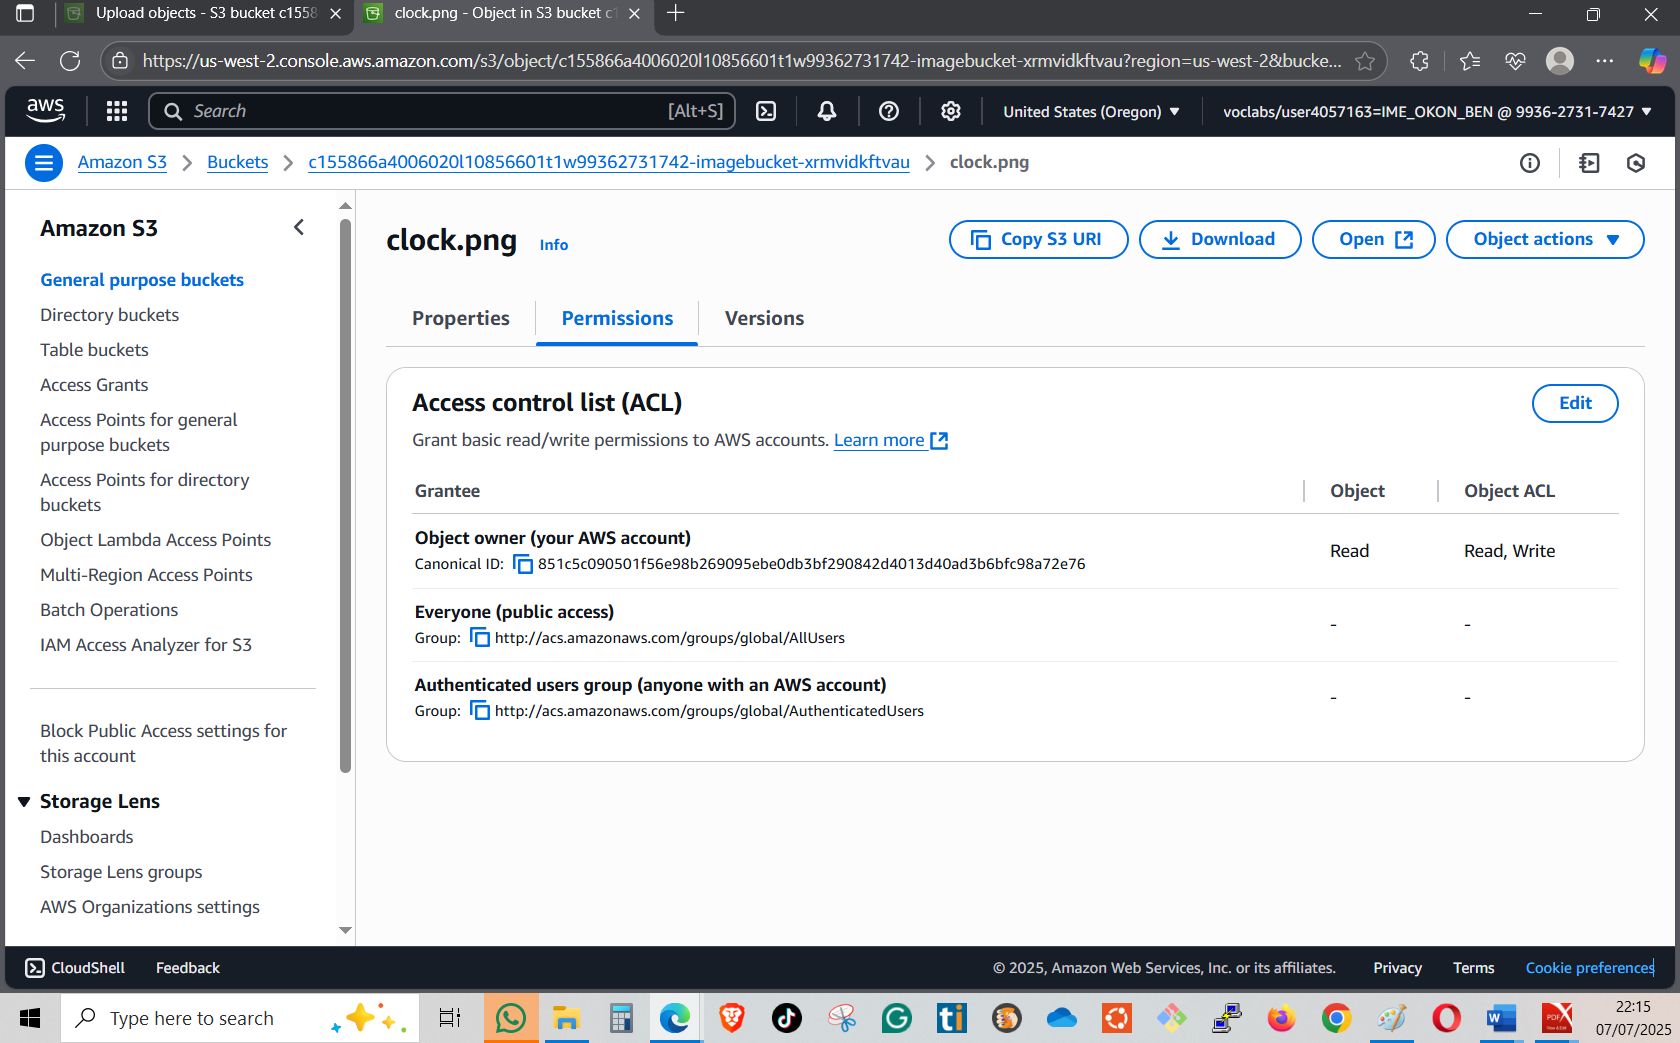 Upload objects - S3 bucket c1558
clock.png - Object in S3 bucket c1
https://us-west-2.console.aws.amazon.com/s3/object/c155866a4006020l10856601t1w99362731742-imagebucket-xrmvidkftvau?region=us-west-2&bucke...
aws
Search
[Alt+S]
United States (Oregon)
voclabs/user4057163=IME_OKON_BEN @ 9936-2731-7427
Amazon S3
Buckets
c155866a4006020l10856601t1w99362731742-imagebucket-xrmvidkftvau
clock.png
Amazon S3
General purpose buckets
Directory buckets
Table buckets
Access Grants
Access Points for general
purpose buckets
Access Points for directory
buckets
Object Lambda Access Points
Multi-Region Access Points
Batch Operations
IAM Access Analyzer for S3
Block Public Access settings for
this account
Storage Lens
Dashboards
Storage Lens groups
AWS Organizations settings
clock.png Info
Copy S3 URI
Download
Open
Object actions
Properties
Permissions
Versions
Access control list (ACL)
Edit
Grant basic read/write permissions to AWS accounts. Learn more
Grantee
Object
Object ACL
Object owner (your AWS account)
Canonical ID: 851c5c090501f56e98b269095ebe0db3bf290842d4013d40ad3b6bfc98a72e76
Read
Read, Write
Everyone (public access)
Group: http://acs.amazonaws.com/groups/global/AllUsers
-
-
Authenticated users group (anyone with an AWS account)
Group: http://acs.amazonaws.com/groups/global/AuthenticatedUsers
-
-
CloudShell
Feedback
© 2025, Amazon Web Services, Inc. or its affiliates.
Privacy
Terms
Cookie preferences
Type here to search
22:15
07/07/2025